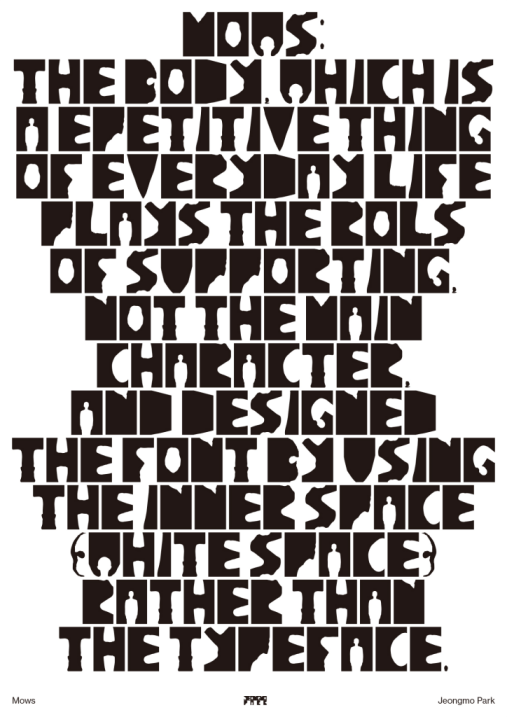 MOWS:
THE BODY, WHICH IS
A REPETITIVE THING
OF EVERYDAY LIFE
PLAYS THE ROLS
OF SUPPORTING,
NOT THE MAIN
CHARACTER,
AND DESIGNED
THE FONT BY USING
THE INNER SPACE
{WHITE SPACE}
RATHER THAN
THE TYPEFACE.
Mows
Jeongmo Park